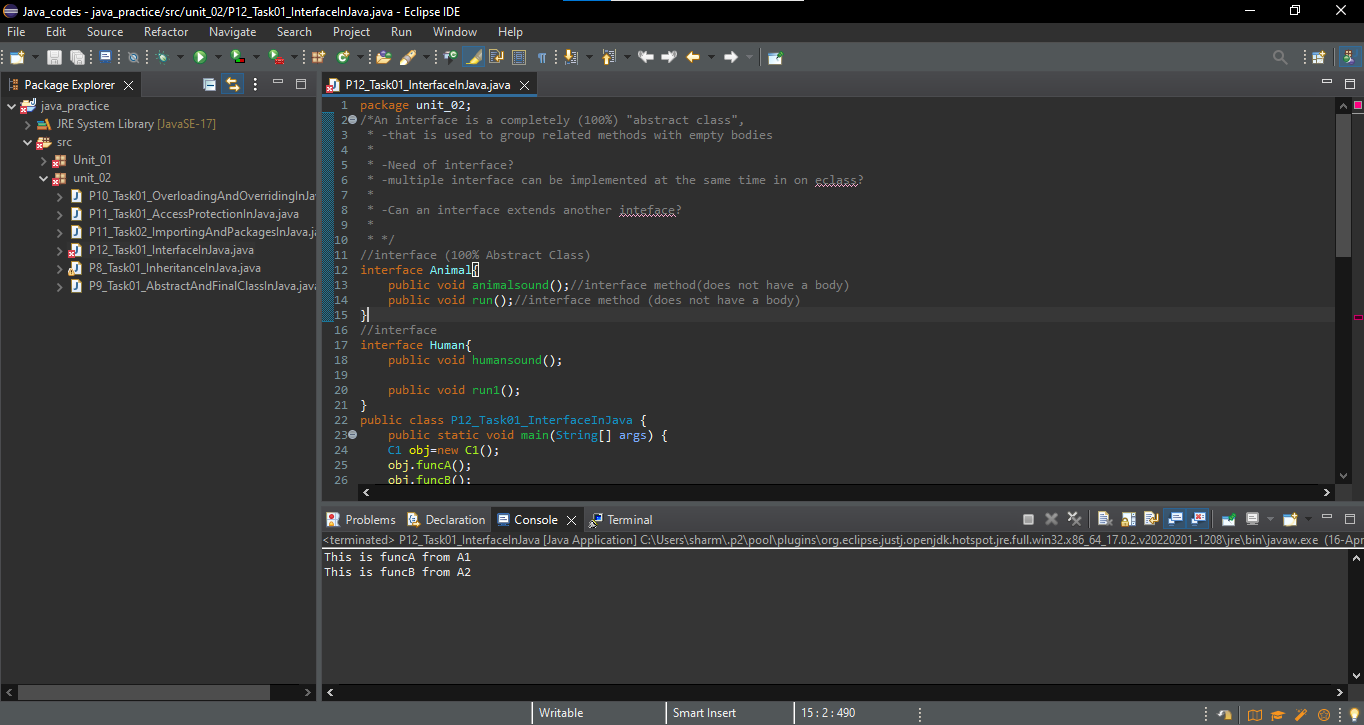 Java_codes - java_practice/src/unit_02/P12_Task01_InterfaceInJava.java - Eclipse IDE
File Edit Source Refactor Navigate Search Project Run Window Help
Package Explorer
java_practice
JRE System Library [JavaSE-17]
src
Unit_01
unit_02
P10_Task01_OverloadingAndOverridingInJa
P11_Task01_AccessProtectionInJava.java
P11_Task02_ImportingAndPackagesInJava.j
P12_Task01_InterfaceInJava.java
P8_Task01_InheritanceInJava.java
P9_Task01_AbstractAndFinalClassInJava.java
P12_Task01_InterfaceInJava.java
1 package unit_02;
2 /*An interface is a completely (100%) "abstract class",
3 * -that is used to group related methods with empty bodies
4 *
5 * -Need of interface?
6 * -multiple interface can be implemented at the same time in on eclass?
7 *
8 * -Can an interface extends another inteface?
9 *
10 * */
11 //interface (100% Abstract Class)
12 interface Animal{
13 public void animalsound();//interface method(does not have a body)
14 public void run();//interface method (does not have a body)
15 }
16 //interface
17 interface Human{
18 public void humansound();
19
20 public void run1();
21 }
22 public class P12_Task01_InterfaceInJava {
23 public static void main(String[] args) {
24 C1 obj=new C1();
25 obj.funcA();
26 obj.funcB();
Problems Declaration Console Terminal
<terminated> P12_Task01_InterfaceInJava [Java Application] C:\Users\sharm\.p2\pool\plugins\org.eclipse.justj.openjdk.hotspot.jre.full.win32.x86_64_17.0.2.v20220201-1208\jre\bin\javaw.exe (16-Apr
This is funcA from A1
This is funcB from A2
Writable Smart Insert 15 : 2 : 490